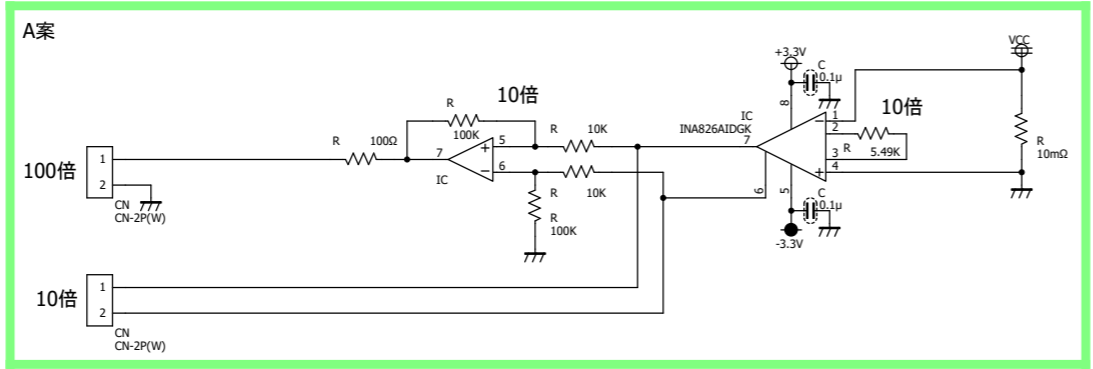 A案
VCC
+3.3V
C
0.1μ
10倍
8
10倍
R
100K
R
100Ω
7
5
+
6
−
IC
R
10K
R
10K
R
100K
IC
INA826AIDGK
7
−
1
2
3
4
+
R
5.49K
6
5
R
10mΩ
C
0.1μ
-3.3V
100倍
1
2
CN
CN-2P(W)
10倍
1
2
CN
CN-2P(W)